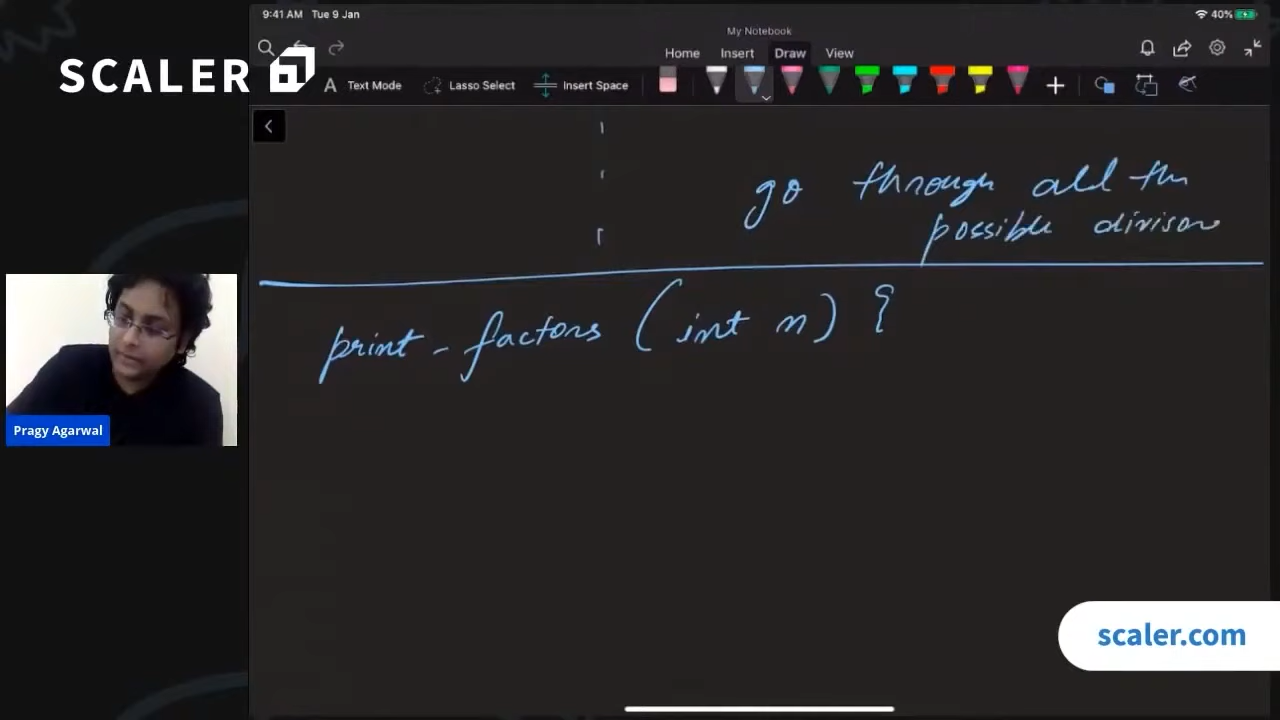 9:41 AM Tue 9 Jan
40%
My Notebook
Home Insert Draw View
SCALER
A Text Mode Lasso Select Insert Space
go through all the
possible divisors
print - factors (int n) {
Pragy Agarwal
scaler.com